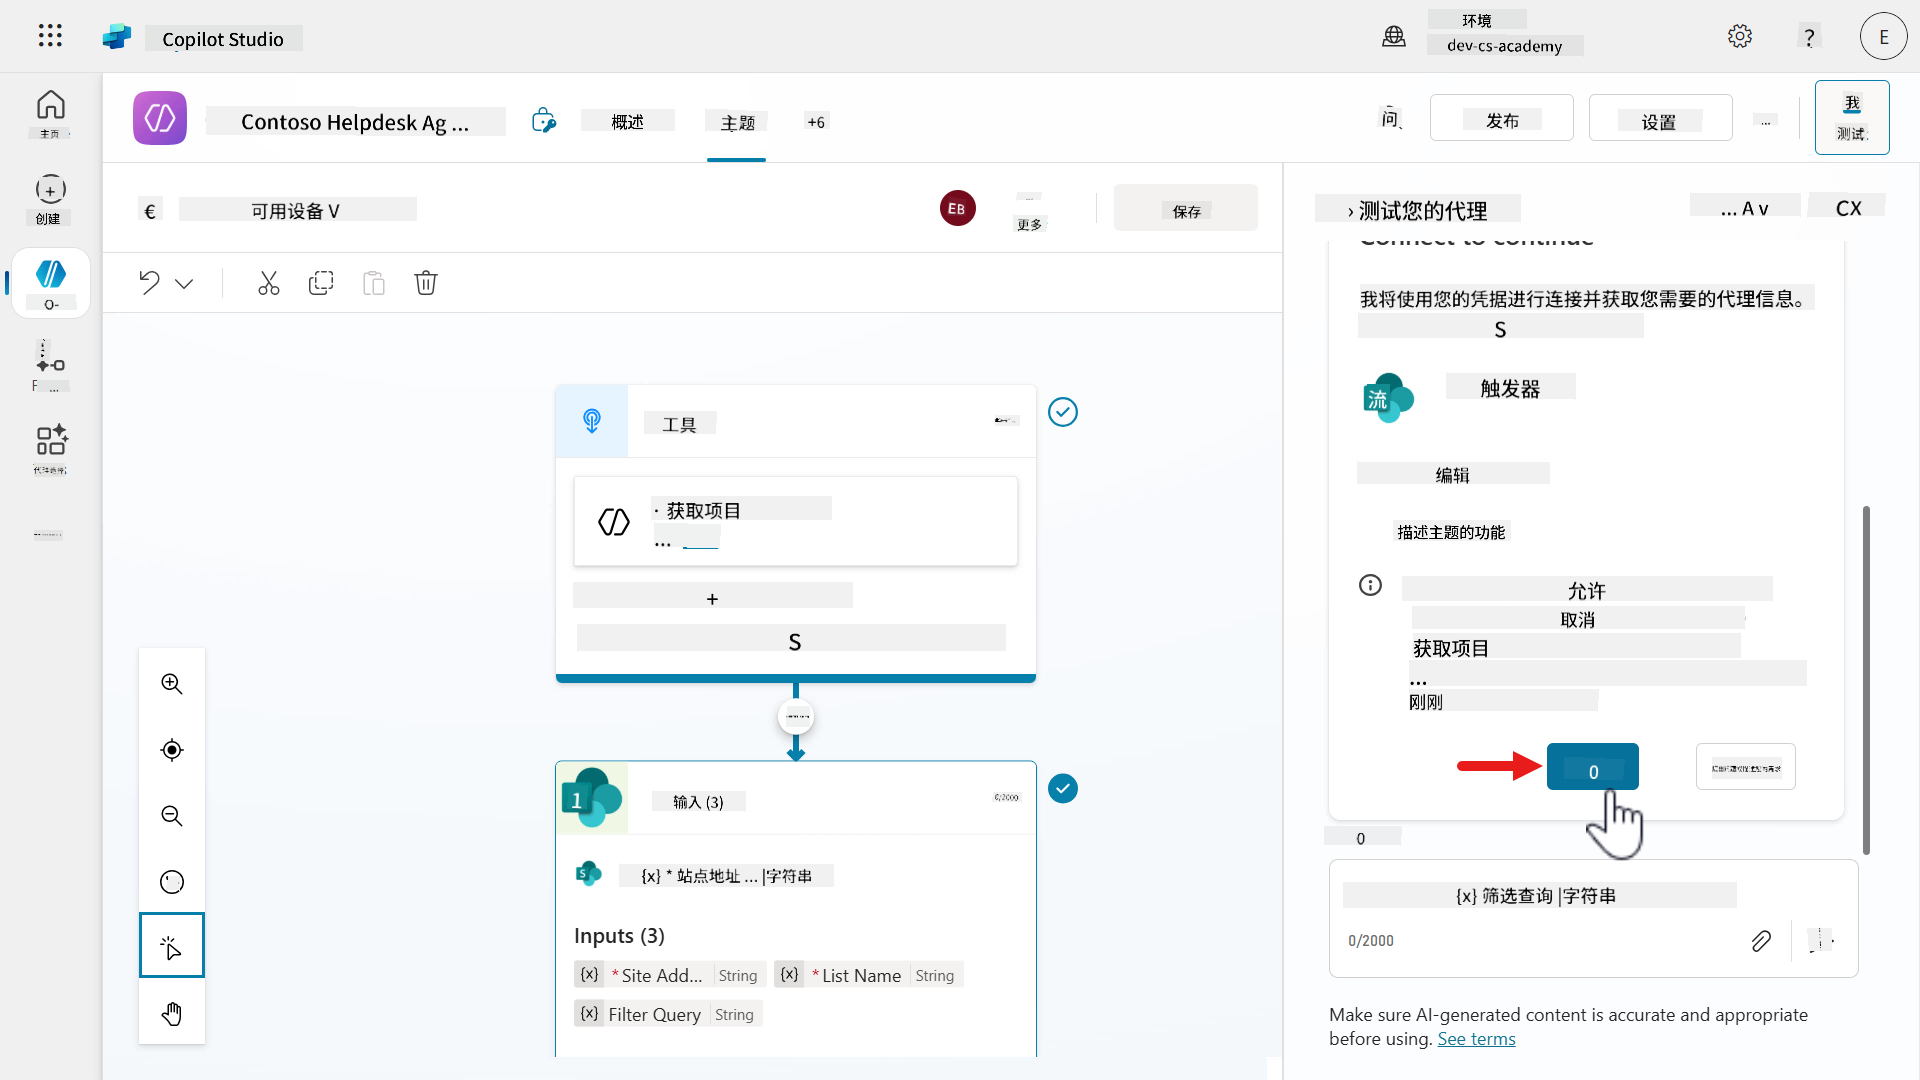 Copilot Studio
环境
dev-cs-academy
?
E
主页
创建
O-
F ...
Contoso Helpdesk Ag ...
概述
主题
+6
问、
发布
设置
...
我
测试
€
可用设备 V
EB
更多
保存
工具
· 获取项目
...
+
S
1
输入 (3)
0/2000
S
{x} * 站点地址 ... |字符串
Inputs (3)
{x} * Site Add... String {x} * List Name String
{x} Filter Query String
› 测试您的代理
... A v
CX
Connect to continue
我将使用您的凭据进行连接并获取您需要的代理信息。
S
流
触发器
编辑
描述主题的功能
允许
取消
获取项目
...
刚刚
0
0
{x} 筛选查询 |字符串
0/2000
Make sure AI-generated content is accurate and appropriate
before using. See terms